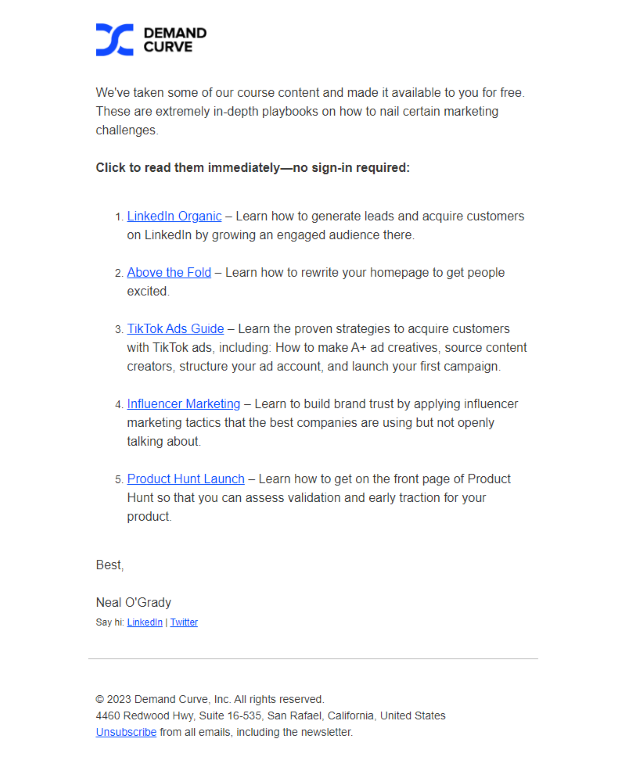 DEMAND
CURVE
We've taken some of our course content and made it available to you for free.
These are extremely in-depth playbooks on how to nail certain marketing
challenges.
Click to read them immediately—no sign-in required:
1. LinkedIn Organic – Learn how to generate leads and acquire customers
on LinkedIn by growing an engaged audience there.
2. Above the Fold – Learn how to rewrite your homepage to get people
excited.
3. TikTok Ads Guide – Learn the proven strategies to acquire customers
with TikTok ads, including: How to make A+ ad creatives, source content
creators, structure your ad account, and launch your first campaign.
4. Influencer Marketing – Learn to build brand trust by applying influencer
marketing tactics that the best companies are using but not openly
talking about.
5. Product Hunt Launch – Learn how to get on the front page of Product
Hunt so that you can assess validation and early traction for your
product.
Best,
Neal O'Grady
Say hi: LinkedIn | Twitter
© 2023 Demand Curve, Inc. All rights reserved.
4460 Redwood Hwy, Suite 16-535, San Rafael, California, United States
Unsubscribe from all emails, including the newsletter.